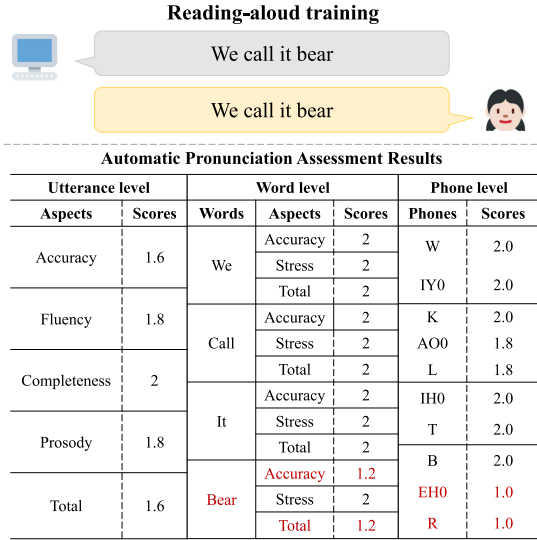 Reading-aloud training
We call it bear
We call it bear
Automatic Pronunciation Assessment Results
Utterance level Word level Phone level
Aspects Scores Words Aspects Scores Phones Scores
Accuracy 1.6
Fluency 1.8
Completeness 2
Prosody 1.8
Total 1.6
We
Accuracy 2
Stress 2
Total 2
Call
Accuracy 2
Stress 2
Total 2
It
Accuracy 2
Stress 2
Total 2
Bear
Accuracy 1.2
Stress 2
Total 1.2
W 2.0
IY0 2.0
K 2.0
AO0 1.8
L 1.8
IH0 2.0
T 2.0
B 2.0
EH0 1.0
R 1.0